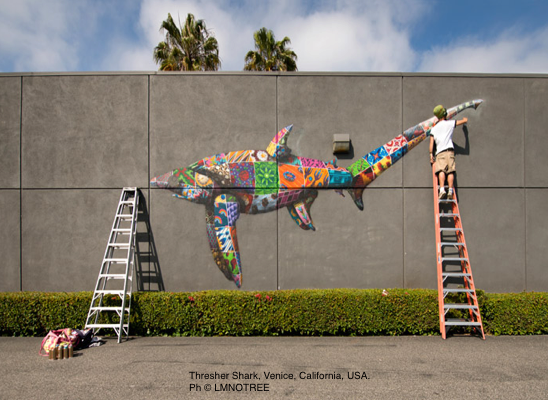 Thresher Shark, Venice, California, USA.
Ph © LMNOTREE